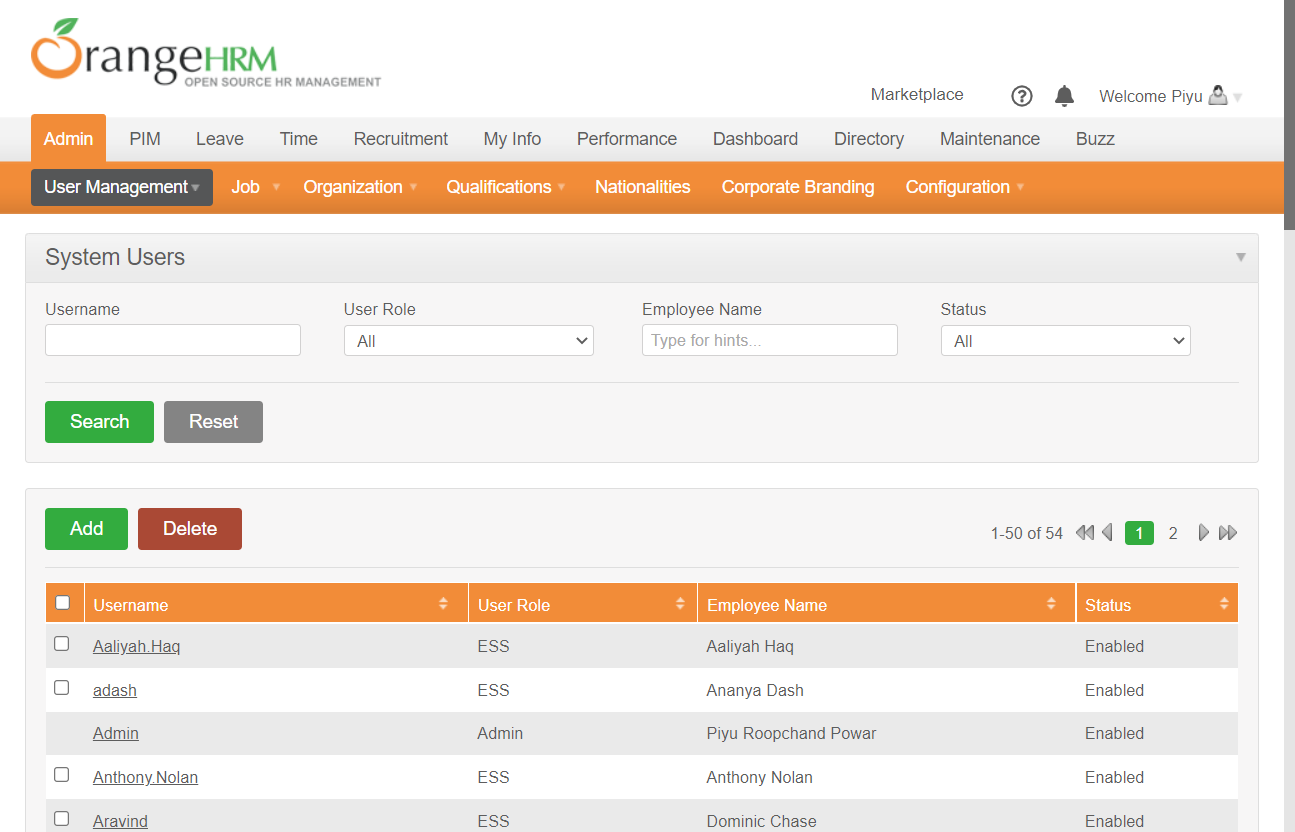 OrangeHRM
OPEN SOURCE HR MANAGEMENT
Marketplace ? Welcome Piyu
Admin PIM Leave Time Recruitment My Info Performance Dashboard Directory Maintenance Buzz
User Management Job Organization Qualifications Nationalities Corporate Branding Configuration
System Users
Username User Role Employee Name Status
All Type for hints... All
Search Reset
Add Delete 1-50 of 54 1 2
Username User Role Employee Name Status
Aaliyah.Haq ESS Aaliyah Haq Enabled
adash ESS Ananya Dash Enabled
Admin Admin Piyu Roopchand Powar Enabled
Anthony.Nolan ESS Anthony Nolan Enabled
Aravind ESS Dominic Chase Enabled